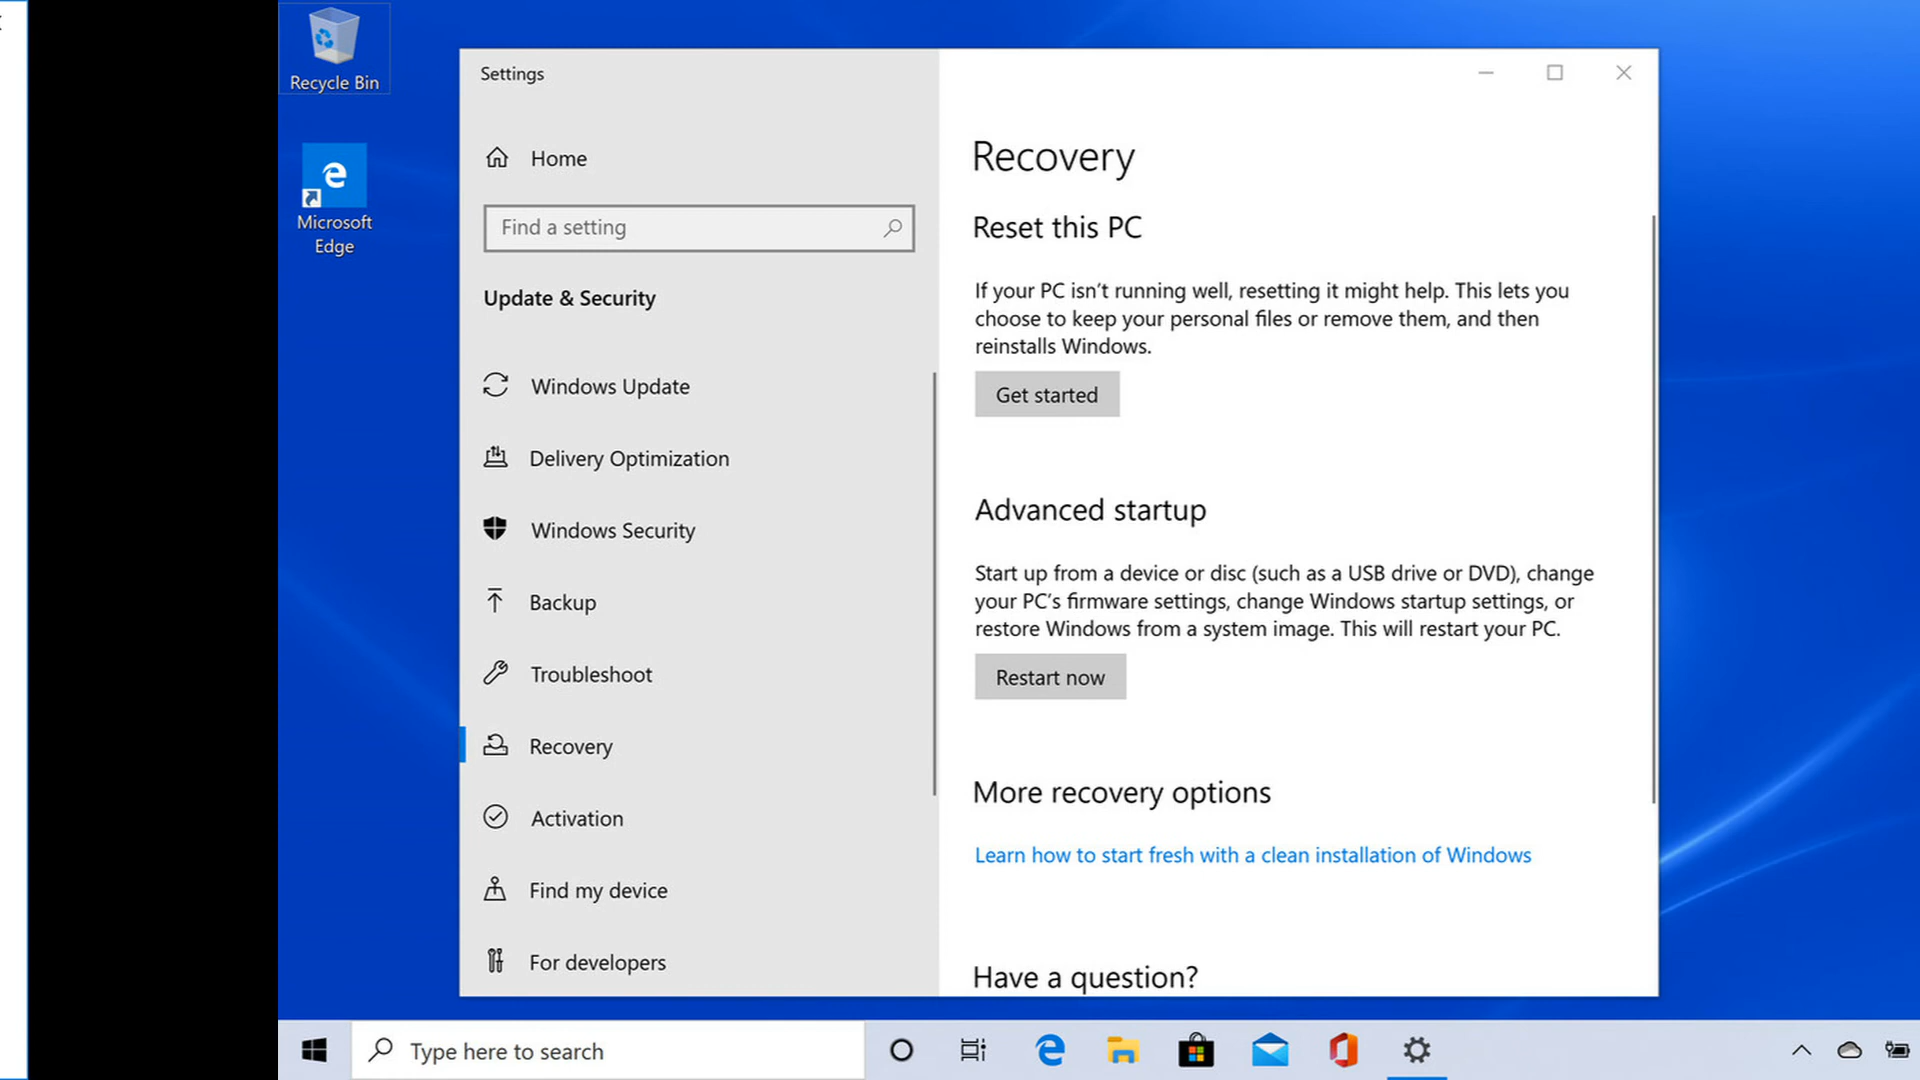 Recycle Bin
Microsoft
Edge
Settings
Home
Find a setting
Update & Security
Windows Update
Delivery Optimization
Windows Security
Backup
Troubleshoot
Recovery
Activation
Find my device
For developers
Recovery
Reset this PC
If your PC isn't running well, resetting it might help. This lets you
choose to keep your personal files or remove them, and then
reinstalls Windows.
Get started
Advanced startup
Start up from a device or disc (such as a USB drive or DVD), change
your PC's firmware settings, change Windows startup settings, or
restore Windows from a system image. This will restart your PC.
Restart now
More recovery options
Learn how to start fresh with a clean installation of Windows
Have a question?
Type here to search